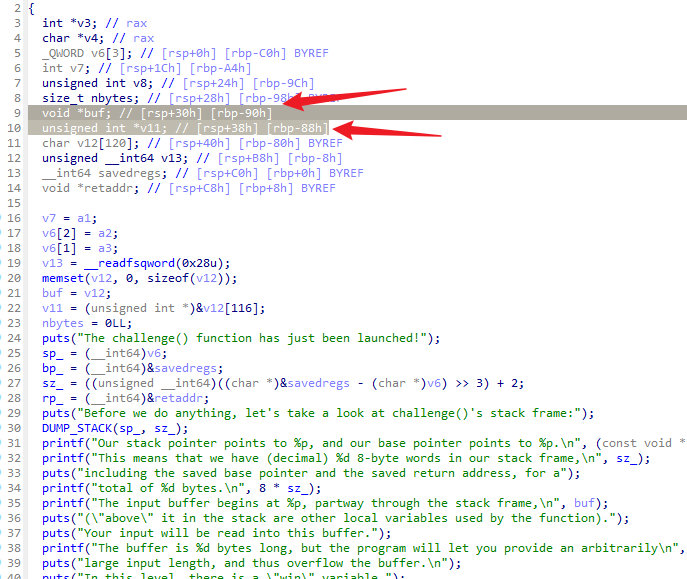 2 {
3 int *v3; // rax
4 char *v4; // rax
5 _QWORD v6[3]; // [rsp+0h] [rbp-C0h] BYREF
6 int v7; // [rsp+1Ch] [rbp-A4h]
7 unsigned int v8; // [rsp+24h] [rbp-9Ch]
8 size_t nbytes; // [rsp+28h] [rbp-98h] BYREF
9 void *buf; // [rsp+30h] [rbp-90h]
10 unsigned int *v11; // [rsp+38h] [rbp-88h]
11 char v12[120]; // [rsp+40h] [rbp-80h] BYREF
12 unsigned __int64 v13; // [rsp+B8h] [rbp-8h]
13 __int64 savedregs; // [rsp+C0h] [rbp+0h] BYREF
14 void *retaddr; // [rsp+C8h] [rbp+8h] BYREF
15
16 v7 = a1;
17 v6[2] = a2;
18 v6[1] = a3;
19 v13 = __readfsqword(0x28u);
20 memset(v12, 0, sizeof(v12));
21 buf = v12;
22 v11 = (unsigned int *)&v12[116];
23 nbytes = 0LL;
24 puts("The challenge() function has just been launched!");
25 sp_ = (__int64)v6;
26 bp_ = (__int64)&savedregs;
27 sz_ = ((unsigned __int64)((char *)&savedregs - (char *)v6) >> 3) + 2;
28 rp_ = (__int64)&retaddr;
29 puts("Before we do anything, let's take a look at challenge()'s stack frame:");
30 DUMP_STACK(sp_, sz_);
31 printf("Our stack pointer points to %p, and our base pointer points to %p.\n", (const void *
32 printf("This means that we have (decimal) %d 8-byte words in our stack frame,\n", sz_);
33 puts("including the saved base pointer and the saved return address, for a");
34 printf("total of %d bytes.\n", 8 * sz_);
35 printf("The input buffer begins at %p, partway through the stack frame,\n", buf);
36 puts("(\"above\" it in the stack are other local variables used by the function).");
37 puts("Your input will be read into this buffer.");
38 printf("The buffer is %d bytes long, but the program will let you provide an arbitrarily\n",
39 puts("large input length, and thus overflow the buffer.\n");
40 puts("In this level, there is a \"win\" variable.");